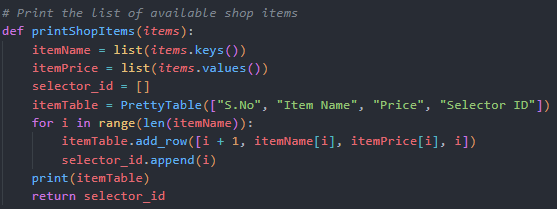 # Print the list of available shop items
def printShopItems(items):
    itemName = list(items.keys())
    itemPrice = list(items.values())
    selector_id = []
    itemTable = PrettyTable(["S.No", "Item Name", "Price", "Selector ID"])
    for i in range(len(itemName)):
        itemTable.add_row([i + 1, itemName[i], itemPrice[i], i])
        selector_id.append(i)
    print(itemTable)
    return selector_id